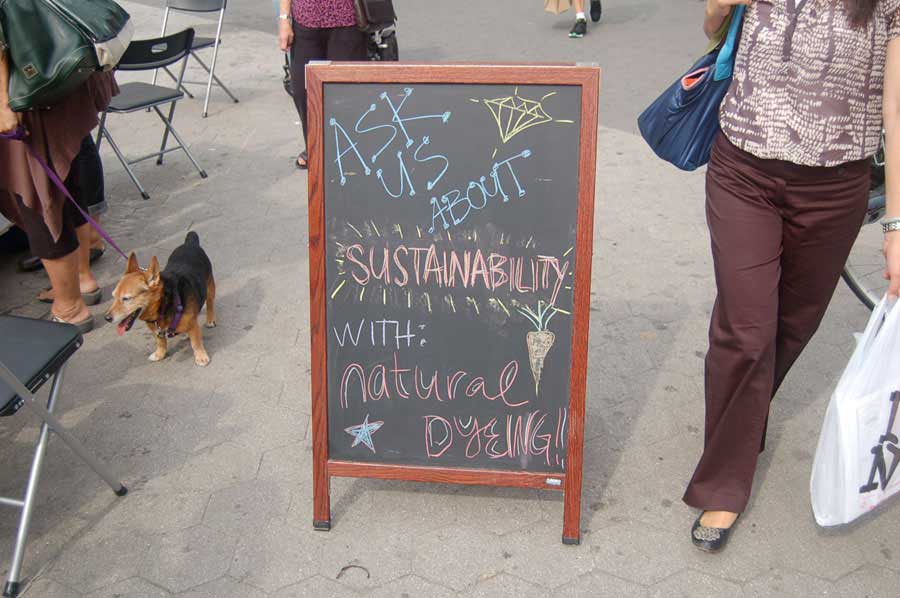 ASK
US
ABOUT
SUSTAINABILITY
WITH:
natural
DYEING!!